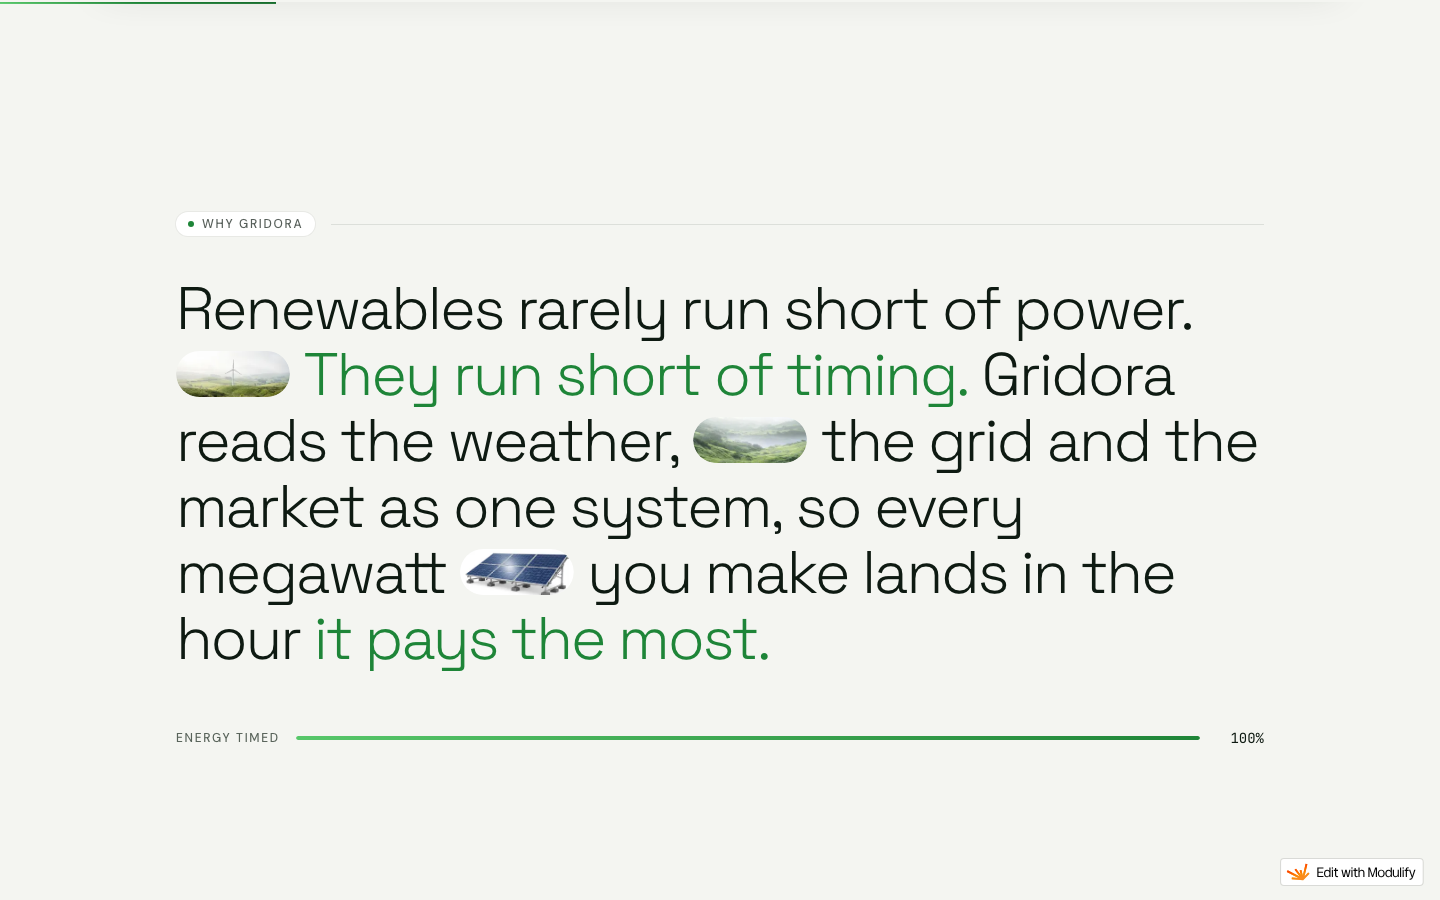 WHY GRIDORA
Renewables rarely run short of power.
They run short of timing. Gridora
reads the weather, the grid and the
market as one system, so every
megawatt you make lands in the
hour it pays the most.
ENERGY TIMED 100%
Edit with Modulify